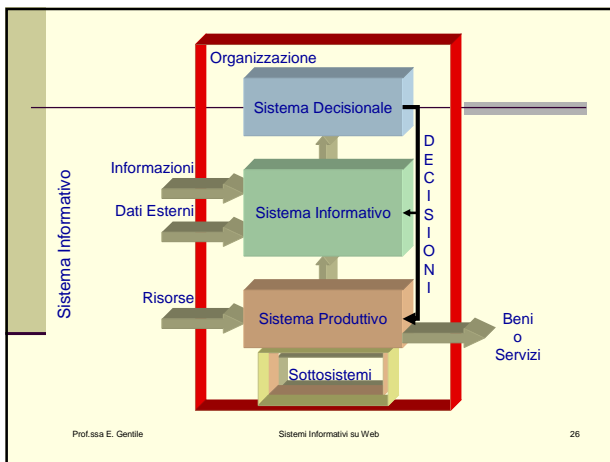 Organizzazione
Sistema Decisionale
Informazioni
Dati Esterni
Sistema Informativo
Risorse
Sistema Produttivo
Sottosistemi
D
E
C
I
S
I
O
N
I
Beni
o
Servizi
Sistema Informativo
Prof.ssa E. Gentile
Sistemi Informativi su Web
26